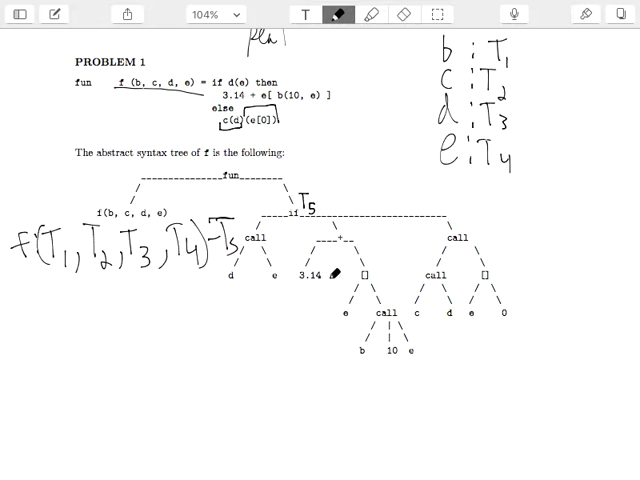 104%
T
PROBLEM 1
fun f (b, c, d, e) = if d(e) then
3.14 + e[ b(10, e) ]
else
c(d)(e[0])
b : T1
c : T2
d : T3
e : T4
The abstract syntax tree of f is the following:
fun
f(b, c, d, e) if T5
f(T1, T2, T3, T4) - T5
call + call
d e 3.14 [] call []
e call c d e 0
b 10 e